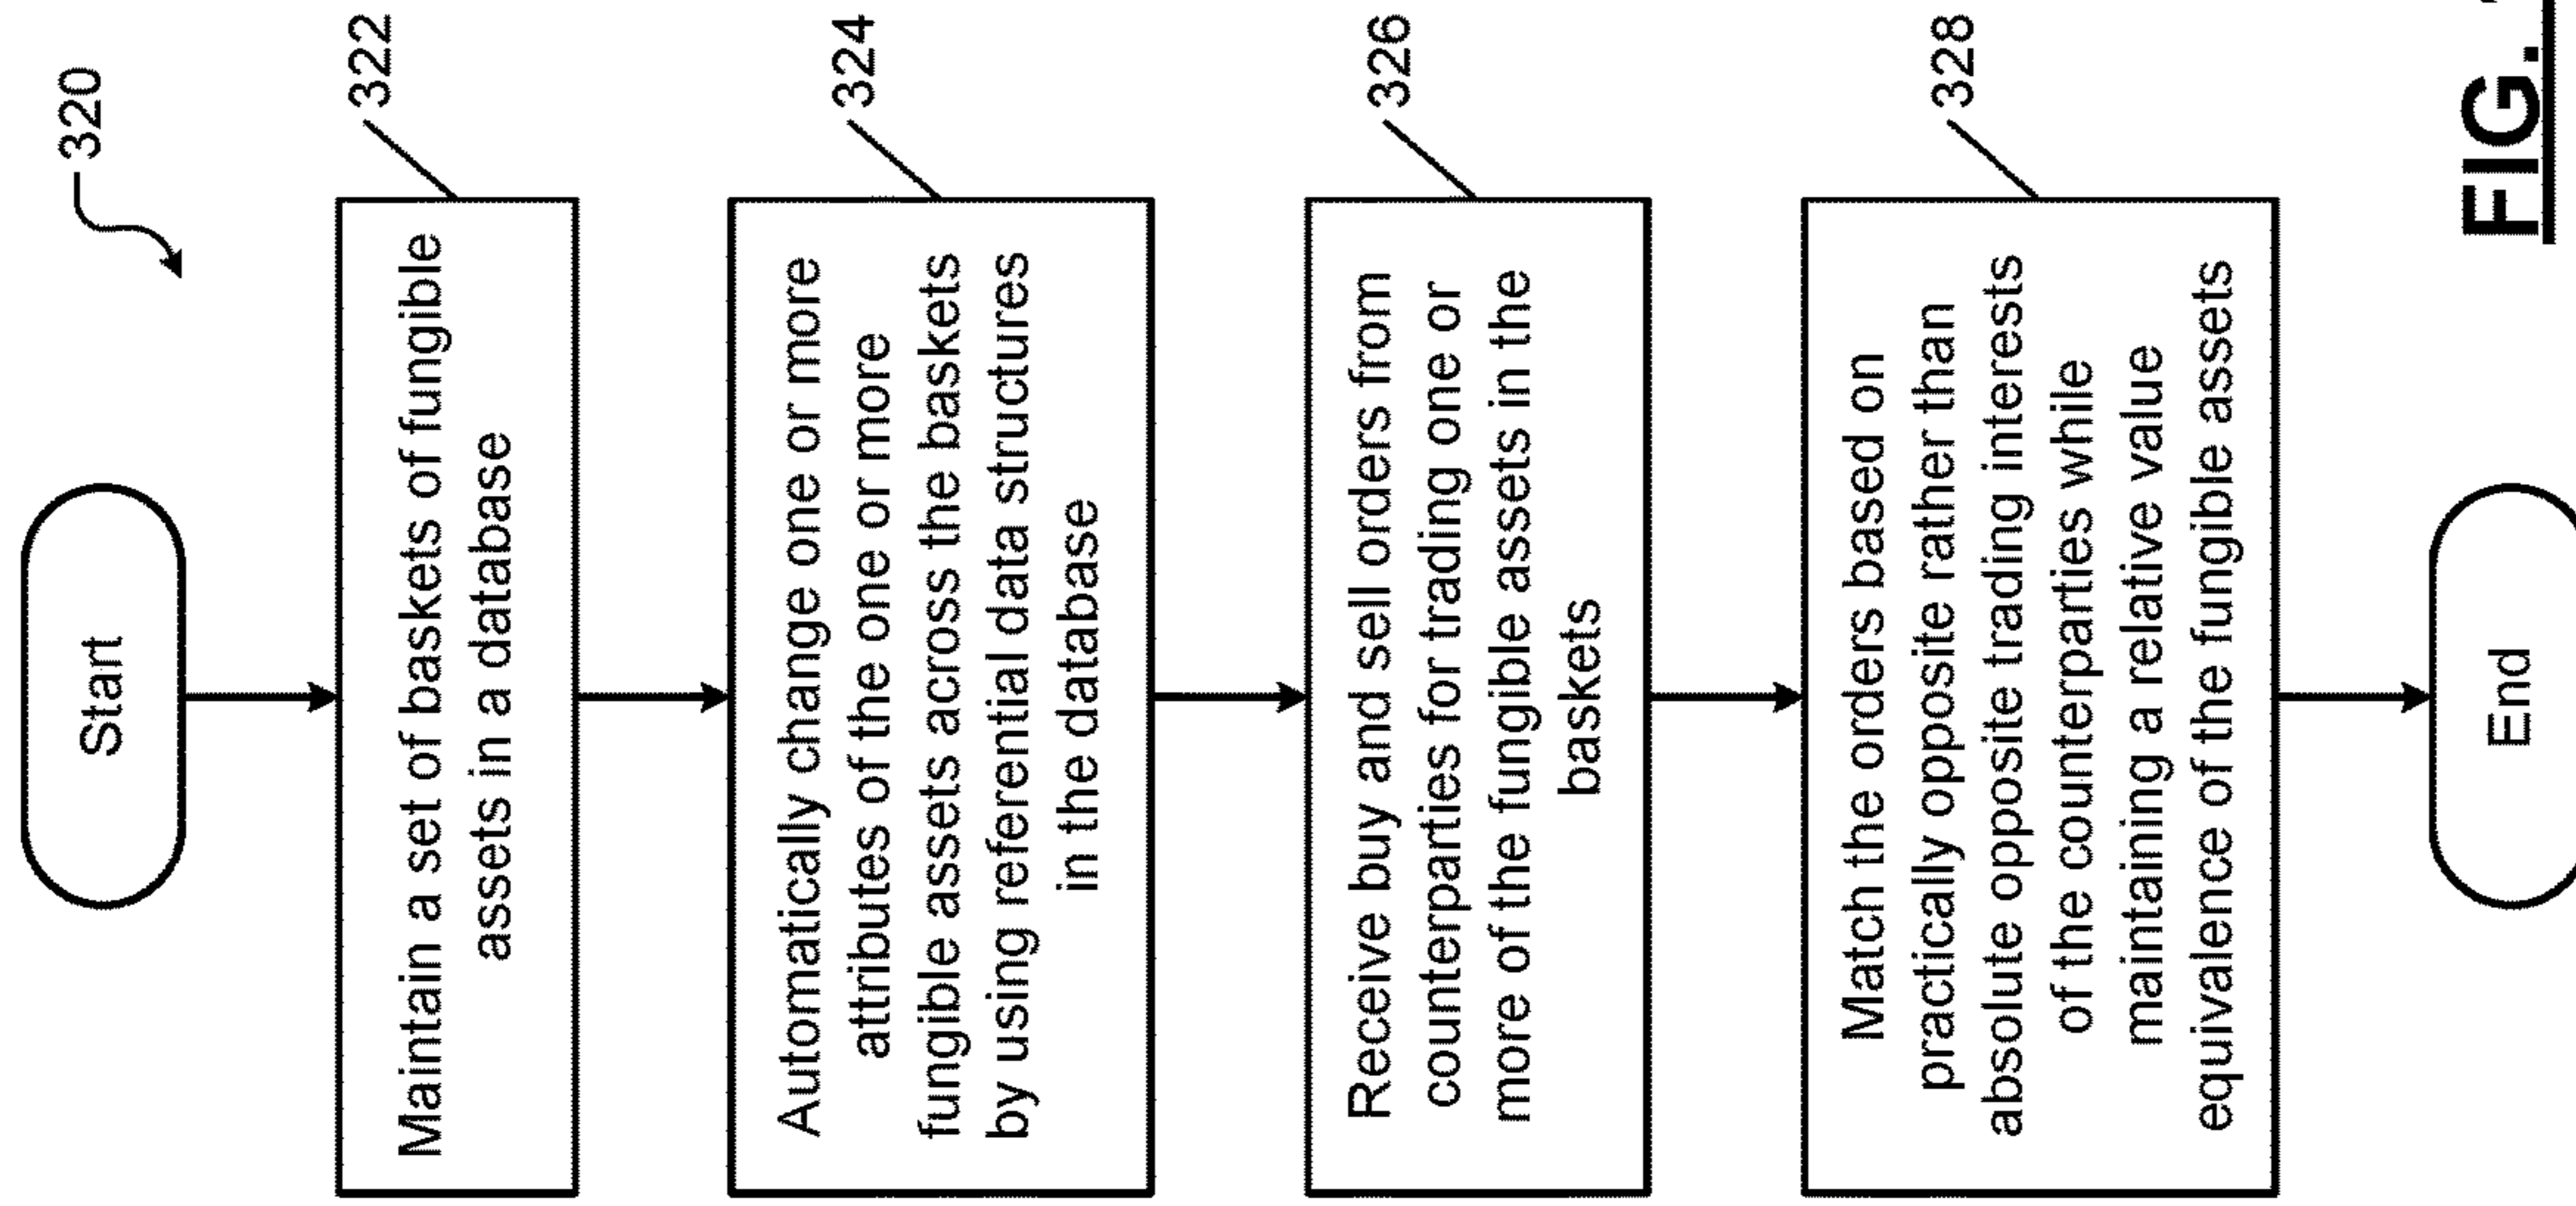 320
Start
Maintain a set of baskets of fungible
assets in a database
322
Automatically change one or more
attributes of the one or more
fungible assets across the baskets
by using referential data structures
in the database
324
Receive buy and sell orders from
counterparties for trading one or
more of the fungible assets in the
baskets
326
Match the orders based on
practically opposite rather than
absolute opposite trading interests
of the counterparties while
maintaining a relative value
equivalence of the fungible assets
328
End
FIG.